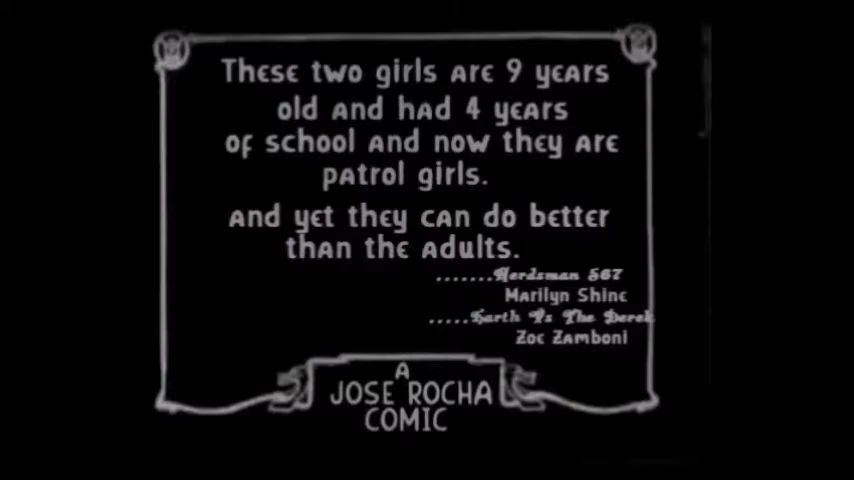 These two girls are 9 years
old and had 4 years
of school and now they are
patrol girls.
and yet they can do better
than the adults.
.......Herdsman 567
Marilyn Shine
.....Earth Vs The Derek
Zoe Zamboni
A
JOSE ROCHA
COMIC